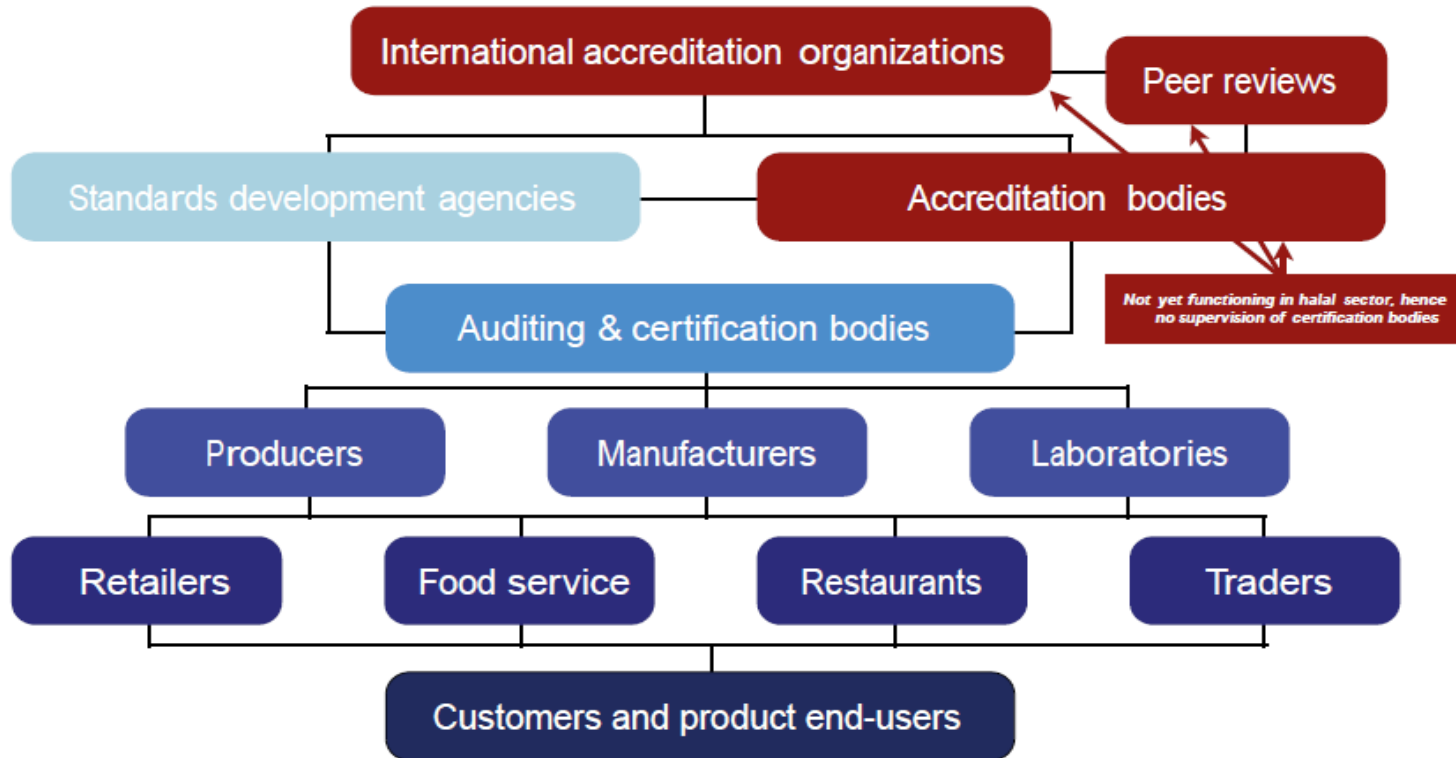 International accreditation organizations
Peer reviews
Standards development agencies
Accreditation bodies
Not yet functioning in halal sector, hence
no supervision of certification bodies
Auditing & certification bodies
Producers
Manufacturers
Laboratories
Retailers
Food service
Restaurants
Traders
Customers and product end-users